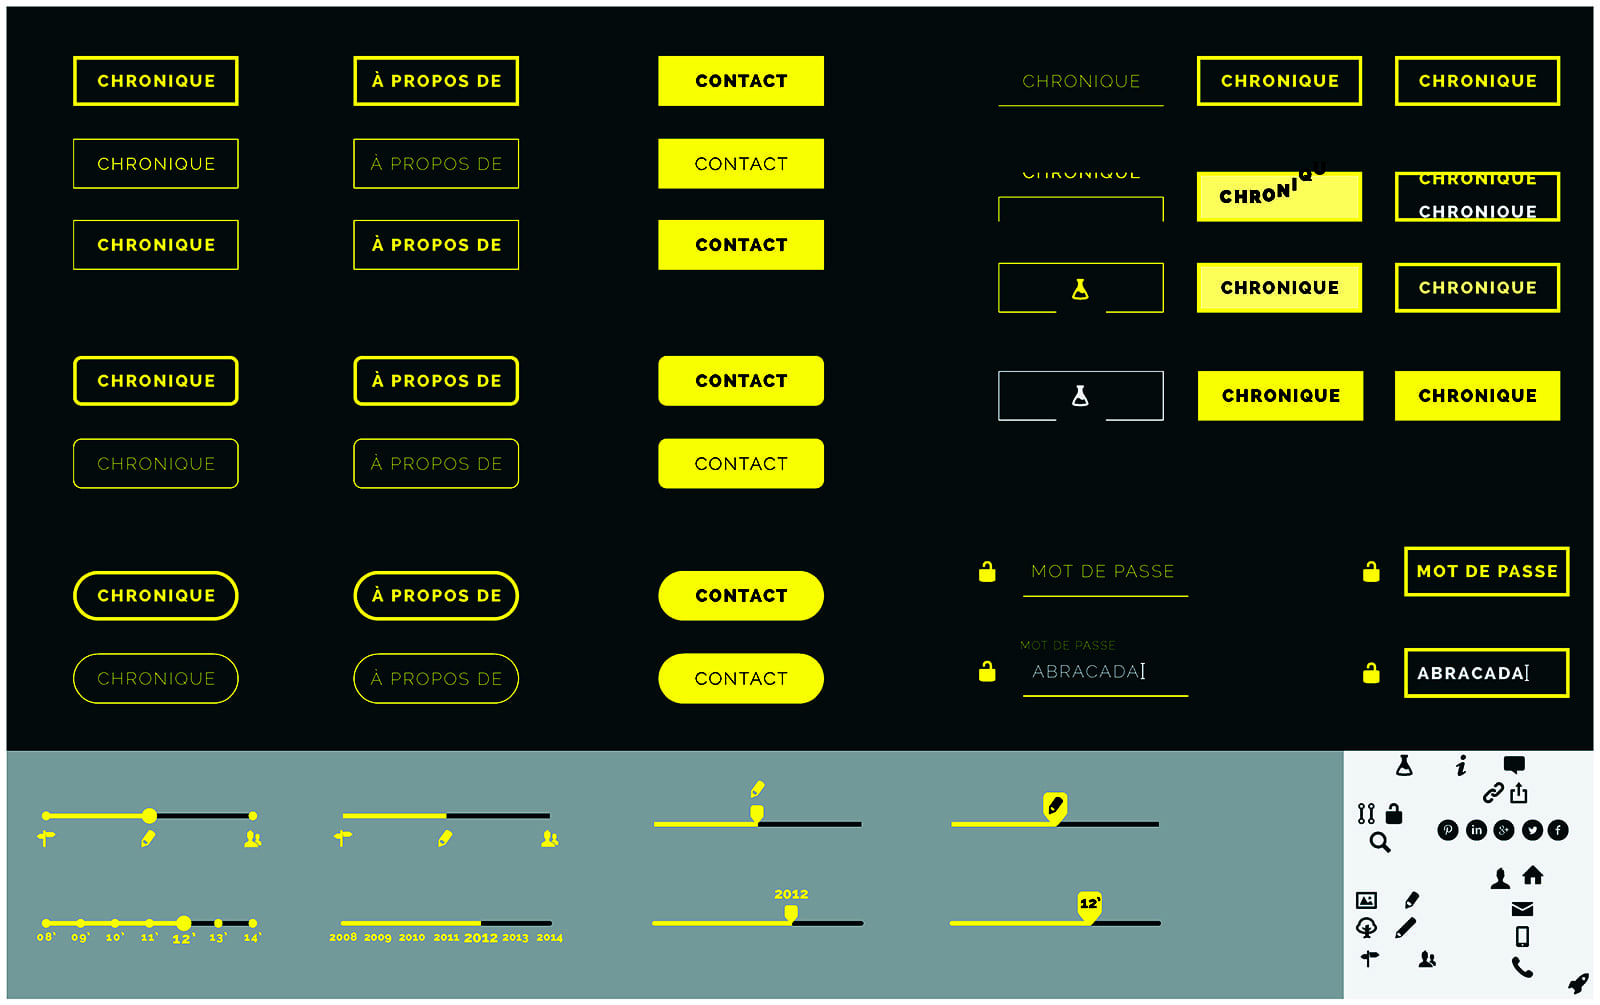 CHRONIQUE À PROPOS DE CONTACT CHRONIQUE CHRONIQUE CHRONIQUE
CHRONIQUE À PROPOS DE CONTACT CHRONIQUE CHRONIQU CHRONIQUE
CHRONIQUE
CHRONIQUE À PROPOS DE CONTACT
CHRONIQUE CHRONIQUE
CHRONIQUE À PROPOS DE CONTACT CHRONIQUE CHRONIQUE
CHRONIQUE À PROPOS DE CONTACT
MOT DE PASSE MOT DE PASSE
CHRONIQUE À PROPOS DE CONTACT
MOT DE PASSE
ABRACADA ABRACADA
CHRONIQUE À PROPOS DE CONTACT
2012
12'
08' 09' 10' 11' 12' 13' 14'
2008 2009 2010 2011 2012 2013 2014